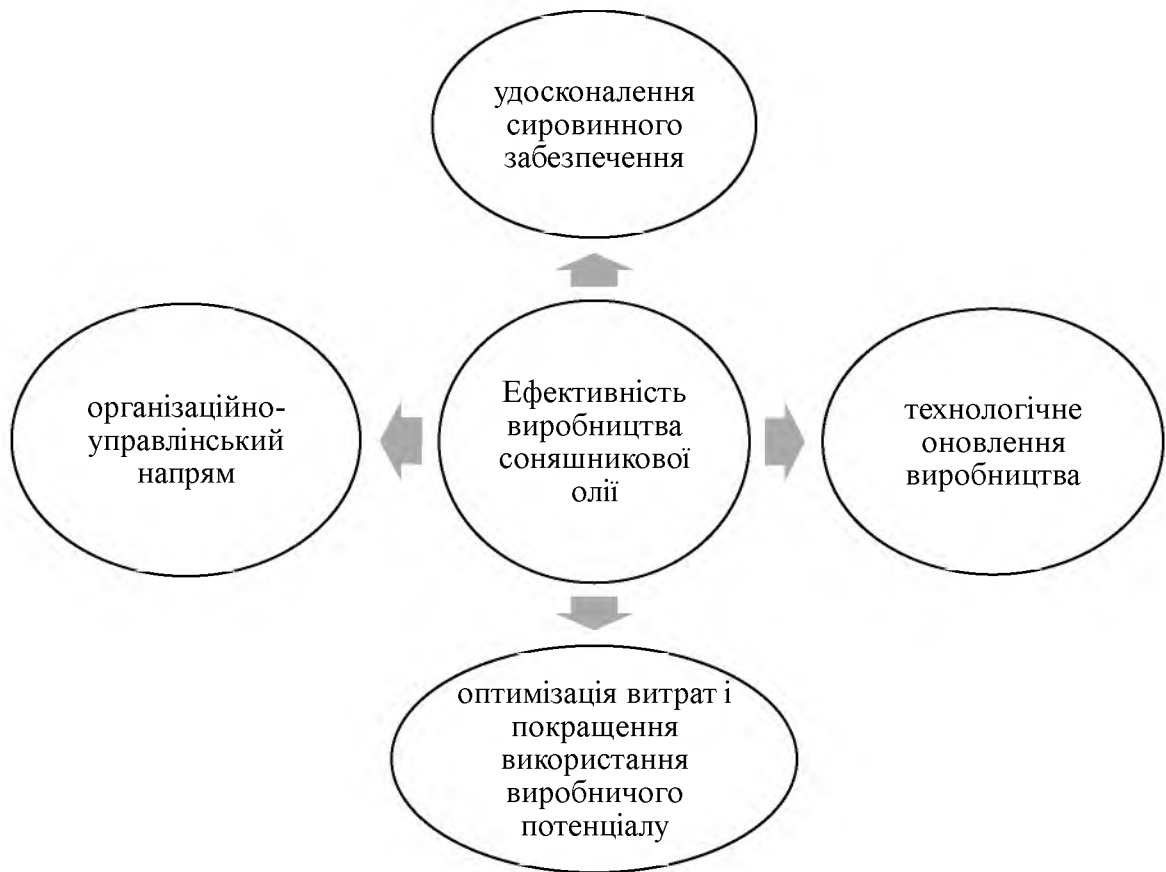 удосконалення
сировинного
забезпечення
організаційно-
управлінський
напрям
Ефективність
виробництва
соняшникової
олії
технологічне
оновлення
виробництва
оптимізація витрат і
покращення
використання
виробничого
потенціалу